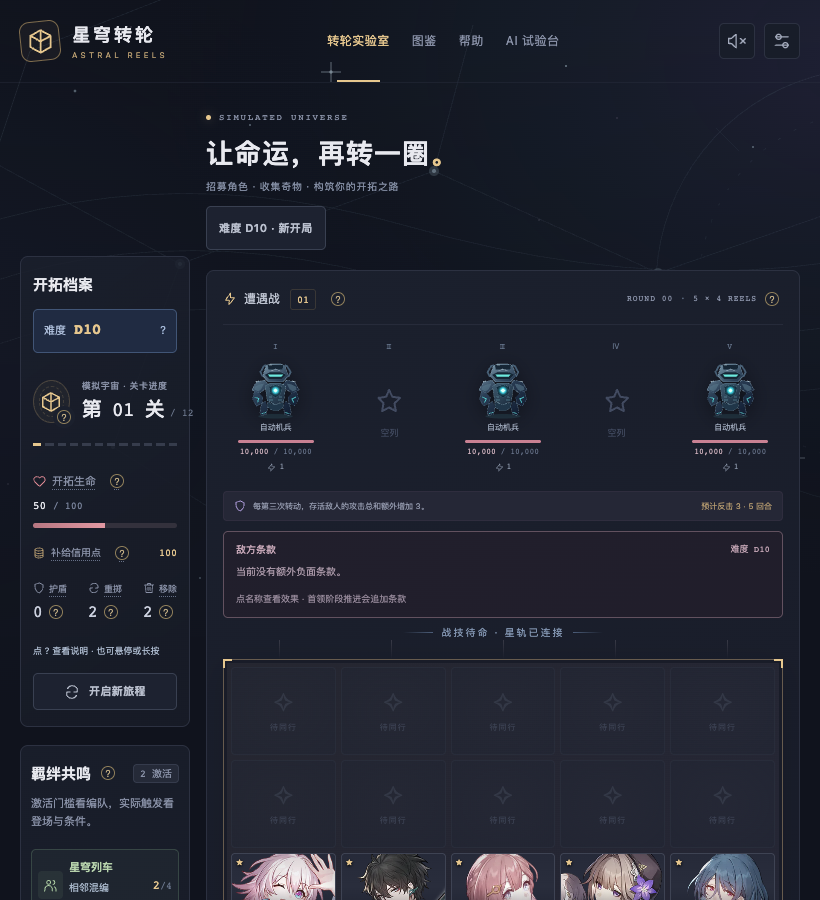 星穹转轮
ASTRAL REELS
转轮实验室 图鉴 帮助 AI 试验台
SIMULATED UNIVERSE
让命运，再转一圈。
招募角色 · 收集奇物 · 构筑你的开拓之路
难度 D10 · 新开局
开拓档案
难度 D10 ?
模拟宇宙 · 关卡进度
第 01 关 / 12
?
开拓生命 ?
50 / 100
补给信用点 ? 100
护盾 重掷 移除
0 ? 2 ? 2 ?
点 ? 查看说明 · 也可悬停或长按
开启新旅程
羁绊共鸣 ? 2 激活
激活门槛看编队，实际触发看
登场与条件。
星穹列车
相邻混编 2/4
遭遇战 01 ?
ROUND 00 · 5 × 4 REELS ?
I II III IV V
自动机兵 空列 自动机兵 空列 自动机兵
10,000 / 10,000 10,000 / 10,000 10,000 / 10,000
1 1 1
每第三次转动，存活敌人的攻击总和额外增加 3。 预计反击 3 · 5 回合
敌方条款 难度 D10
当前没有额外负面条款。
点名称查看效果 · 首领阶段推进会追加条款
战技待命 · 星轨已连接
待同行 待同行 待同行 待同行 待同行
待同行 待同行 待同行 待同行 待同行